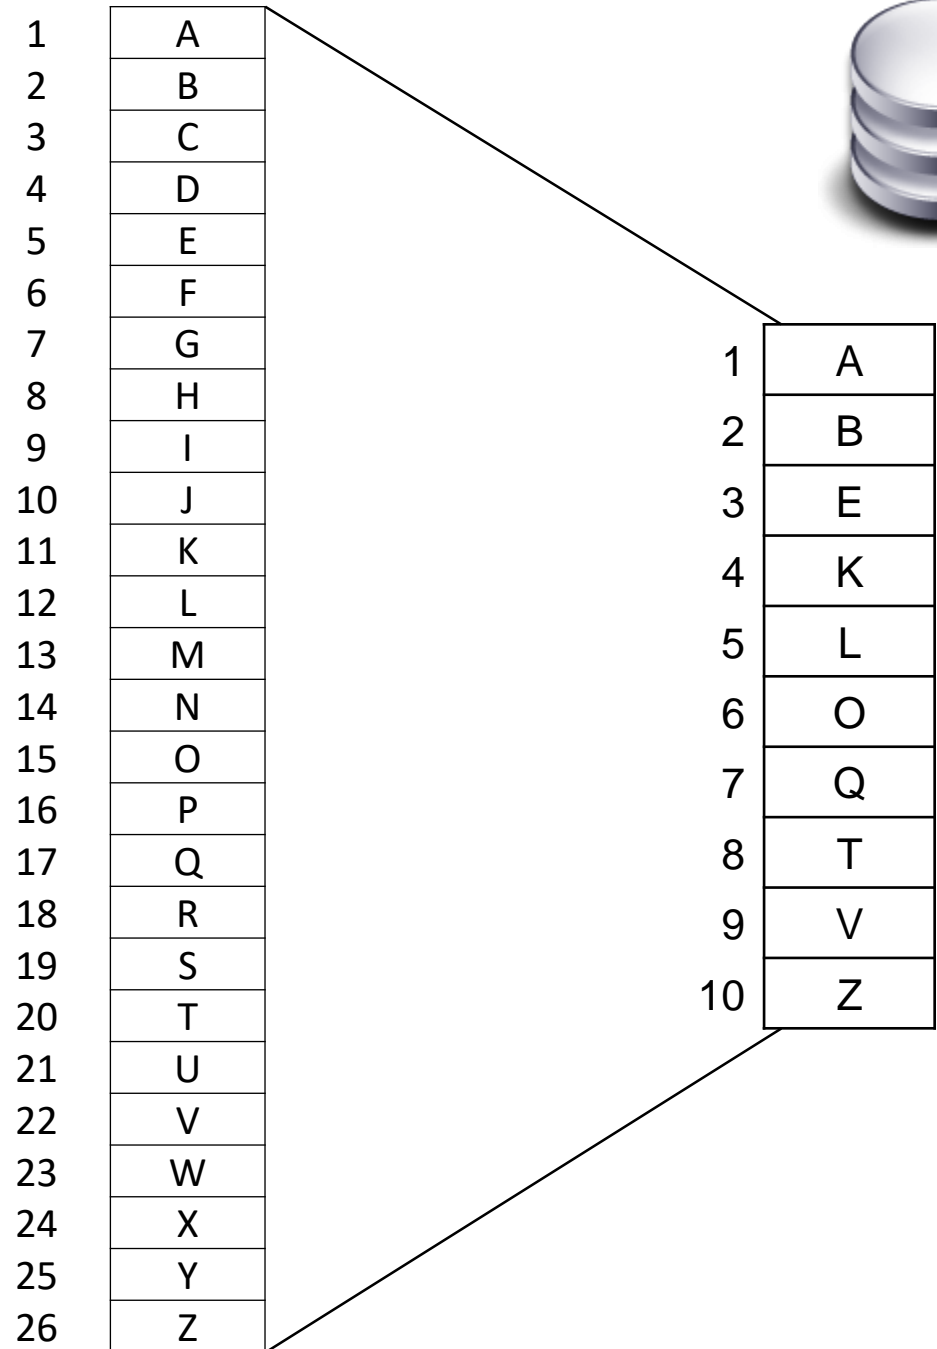 1 A
2 B
3 C
4 D
5 E
6 F
7 G
8 H
9 I
10 J
11 K
12 L
13 M
14 N
15 O
16 P
17 Q
18 R
19 S
20 T
21 U
22 V
23 W
24 X
25 Y
26 Z
1 A
2 B
3 E
4 K
5 L
6 O
7 Q
8 T
9 V
10 Z